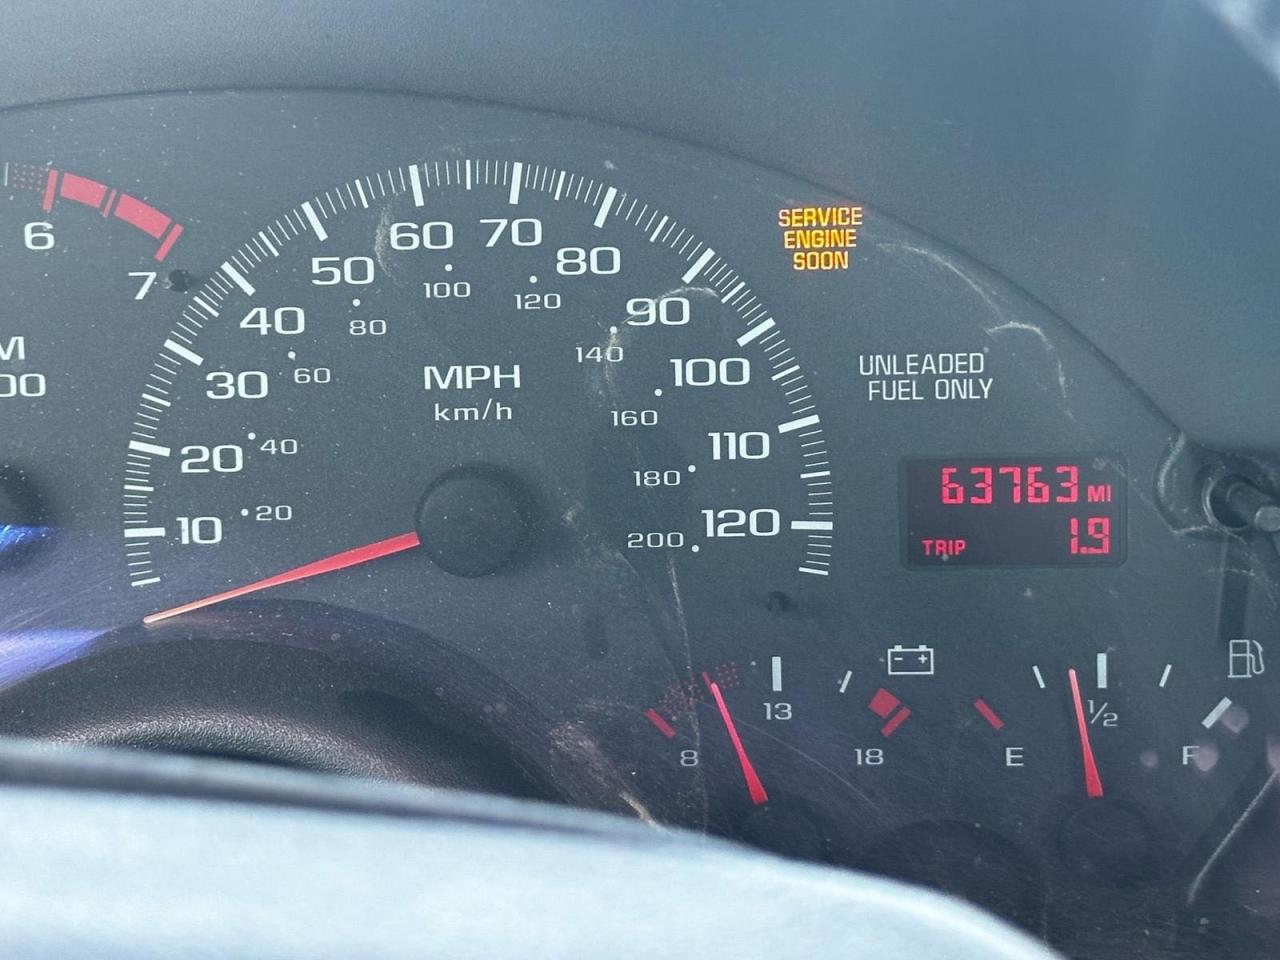 6
7
M
00
10
20
30
40
50
60
70
80
90
100
110
120
20
40
60
80
100
120
140
160
180
200
MPH
km/h
SERVICE
ENGINE
SOON
UNLEADED
FUEL ONLY
63763 MI
TRIP 1.9
8 13 18
E 1/2 F